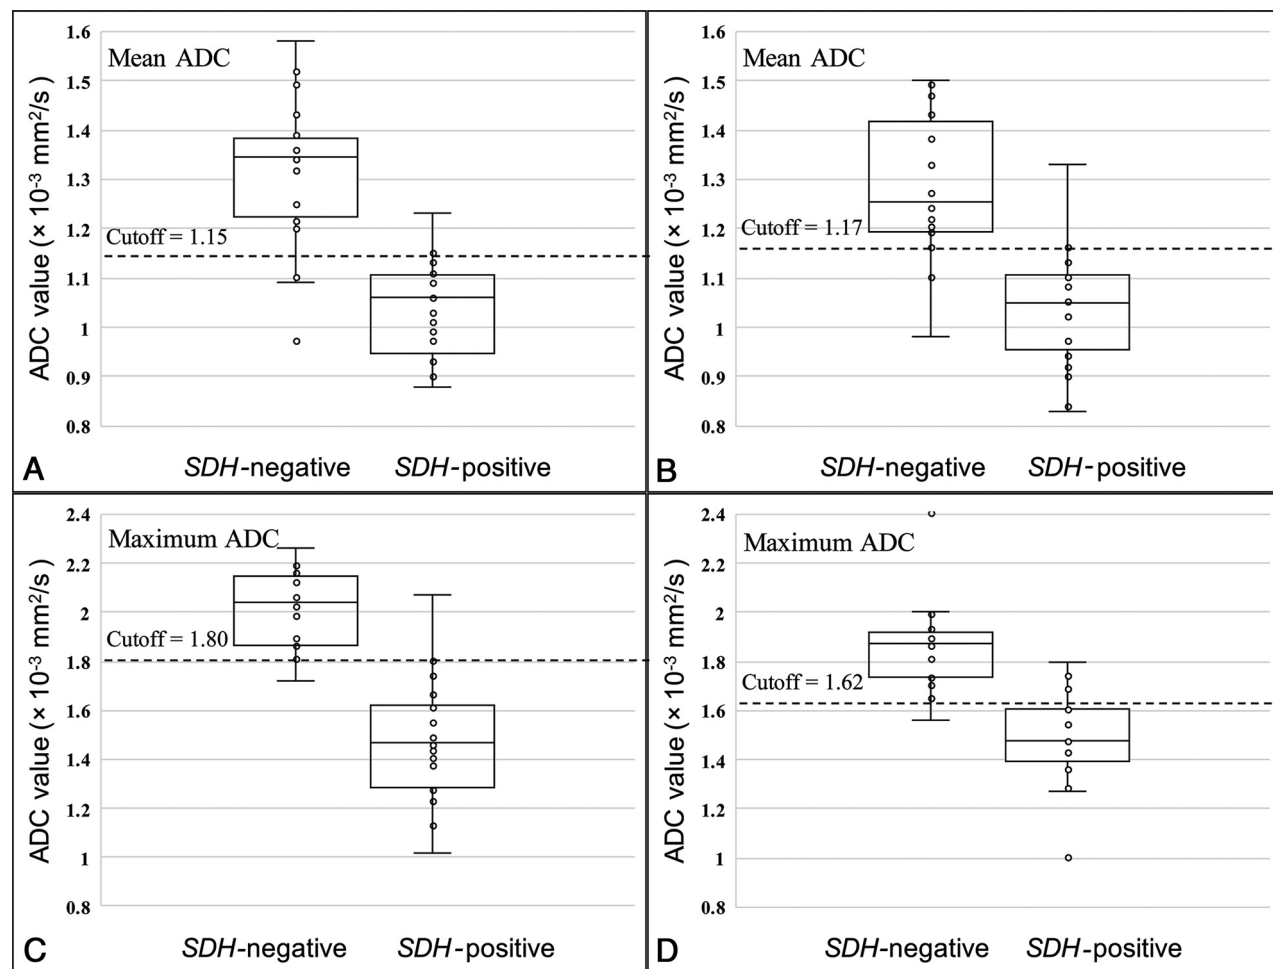 1.6
Mean ADC
1.5
1.4
1.3
1.2
Cutoff = 1.15
1.1
1
0.9
0.8
ADC value (× 10⁻³ mm²/s )
A
SDH-negative
SDH-positive
1.6
Mean ADC
1.5
1.4
1.3
1.2
Cutoff = 1.17
1.1
1
0.9
0.8
ADC value (× 10⁻³ mm²/s )
B
SDH-negative
SDH-positive
2.4
Maximum ADC
2.2
2
Cutoff = 1.80
1.8
1.6
1.4
1.2
1
0.8
ADC value (× 10⁻³ mm²/s )
C
SDH-negative
SDH-positive
2.4
Maximum ADC
2.2
2
1.8
Cutoff = 1.62
1.6
1.4
1.2
1
0.8
ADC value (× 10⁻³ mm²/s )
D
SDH-negative
SDH-positive